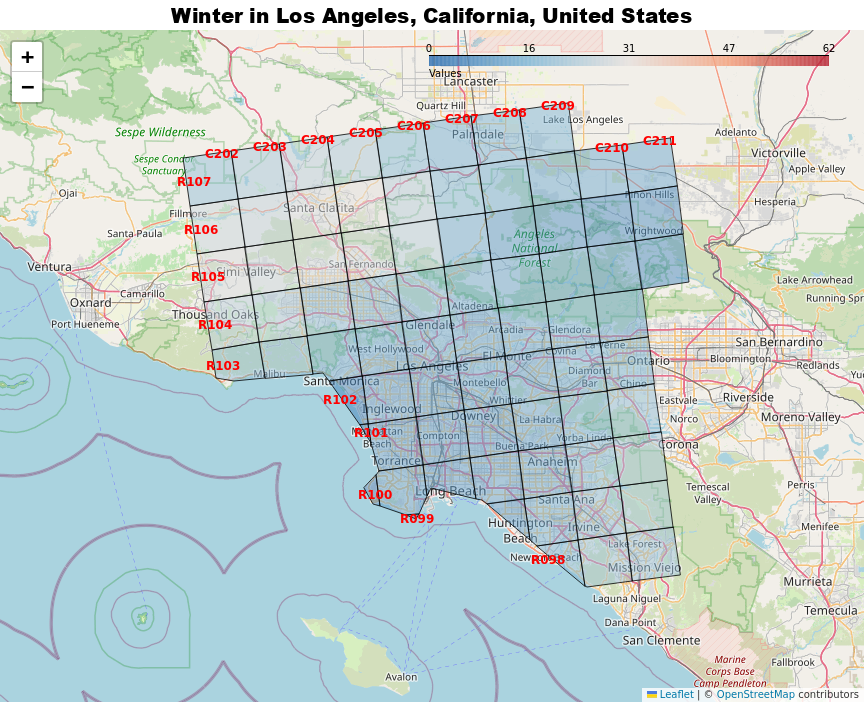 Winter in Los Angeles, California, United States
+
−
0 16 31 47 62
Values
Lancaster
Quartz Hill
C209
C208
Lake Los Angeles
C207
C206
Palmdale
C205
Adelanto
Sespe Wilderness
C204
C203
C202
C210
C211
Victorville
Sespe Condor
Sanctuary
Apple Valley
R107
Ojai
Pinon Hills
Hesperia
Fillmore
Santa Clarita
R106
Santa Paula
Wrightwood
Angeles
National
Forest
Ventura
San Fernando
Simi Valley
R105
Lake Arrowhead
Camarillo
Oxnard
Running Spr
Altadena
Thousand Oaks
Port Hueneme
R104
Glendale
Arcadia
Glendora
San Bernardino
West Hollywood
La Verne
El Monte
Covina
Ontario
Bloomington
Redlands
R103
Los Angeles
Malibu
Diamond
Bar
Yuc
Santa Monica
Montebello
Chino
R102
Whittier
Eastvale
Riverside
Inglewood
Downey
La Habra
Norco
Moreno Valley
R101
Manhattan
Beach
Compton
Yorba Linda
Buena Park
Corona
Torrance
Anaheim
Perris
Temescal
Valley
R100
Long Beach
Santa Ana
R099
Huntington
Beach
Irvine
Menifee
Lake Forest
Newport Beach
R098
Mission Viejo
Murrieta
Laguna Niguel
Temecula
Dana Point
San Clemente
Marine
Corps Base
Camp Pendleton
Fallbrook
Avalon
Leaflet | © OpenStreetMap contributors